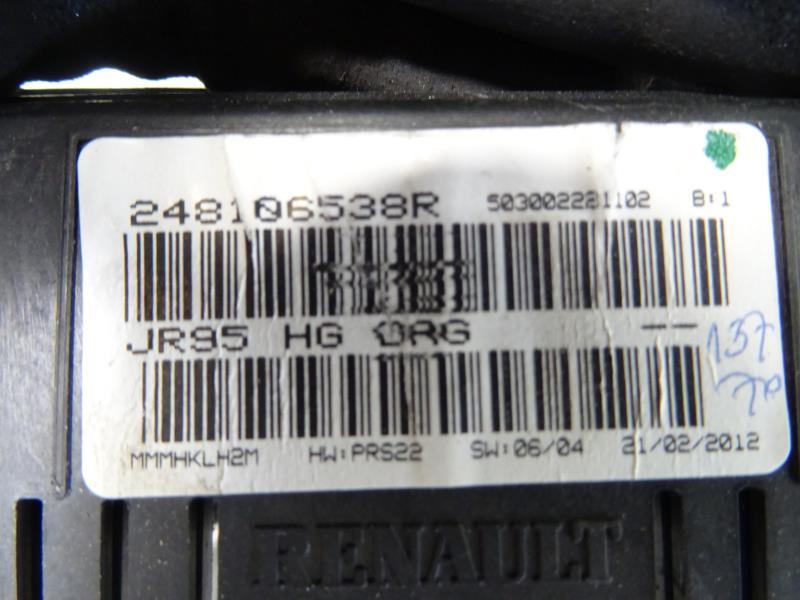 248106538R 503002221102 B:1
JR95 HG ORG --
137
MMMHKLH2M HW:PRS22 SW:06/04 21/02/2012
RENAULT